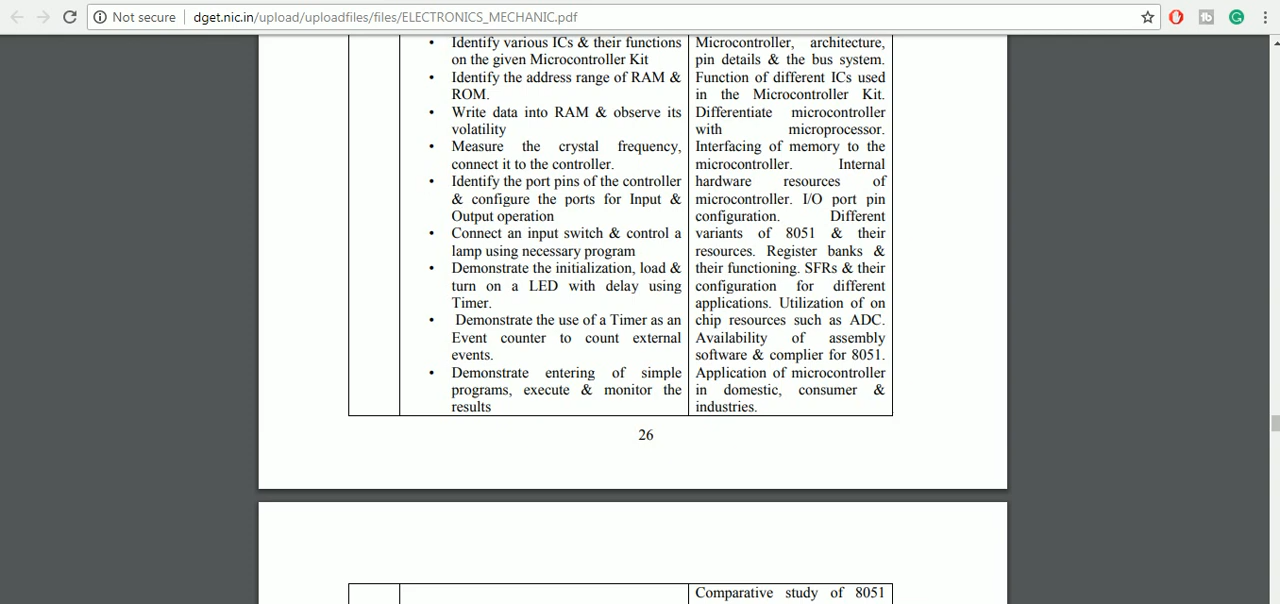 Not secure | dget.nic.in/upload/uploadfiles/files/ELECTRONICS_MECHANIC.pdf
• Identify various ICs & their functions
on the given Microcontroller Kit
• Identify the address range of RAM &
ROM.
• Write data into RAM & observe its
volatility
• Measure the crystal frequency,
connect it to the controller.
• Identify the port pins of the controller
& configure the ports for Input &
Output operation
• Connect an input switch & control a
lamp using necessary program
• Demonstrate the initialization, load &
turn on a LED with delay using
Timer.
• Demonstrate the use of a Timer as an
Event counter to count external
events.
• Demonstrate entering of simple
programs, execute & monitor the
results
Microcontroller, architecture,
pin details & the bus system.
Function of different ICs used
in the Microcontroller Kit.
Differentiate microcontroller
with microprocessor.
Interfacing of memory to the
microcontroller. Internal
hardware resources of
microcontroller. I/O port pin
configuration. Different
variants of 8051 & their
resources. Register banks &
their functioning. SFRs & their
configuration for different
applications. Utilization of on
chip resources such as ADC.
Availability of assembly
software & complier for 8051.
Application of microcontroller
in domestic, consumer &
industries.
26
Comparative study of 8051